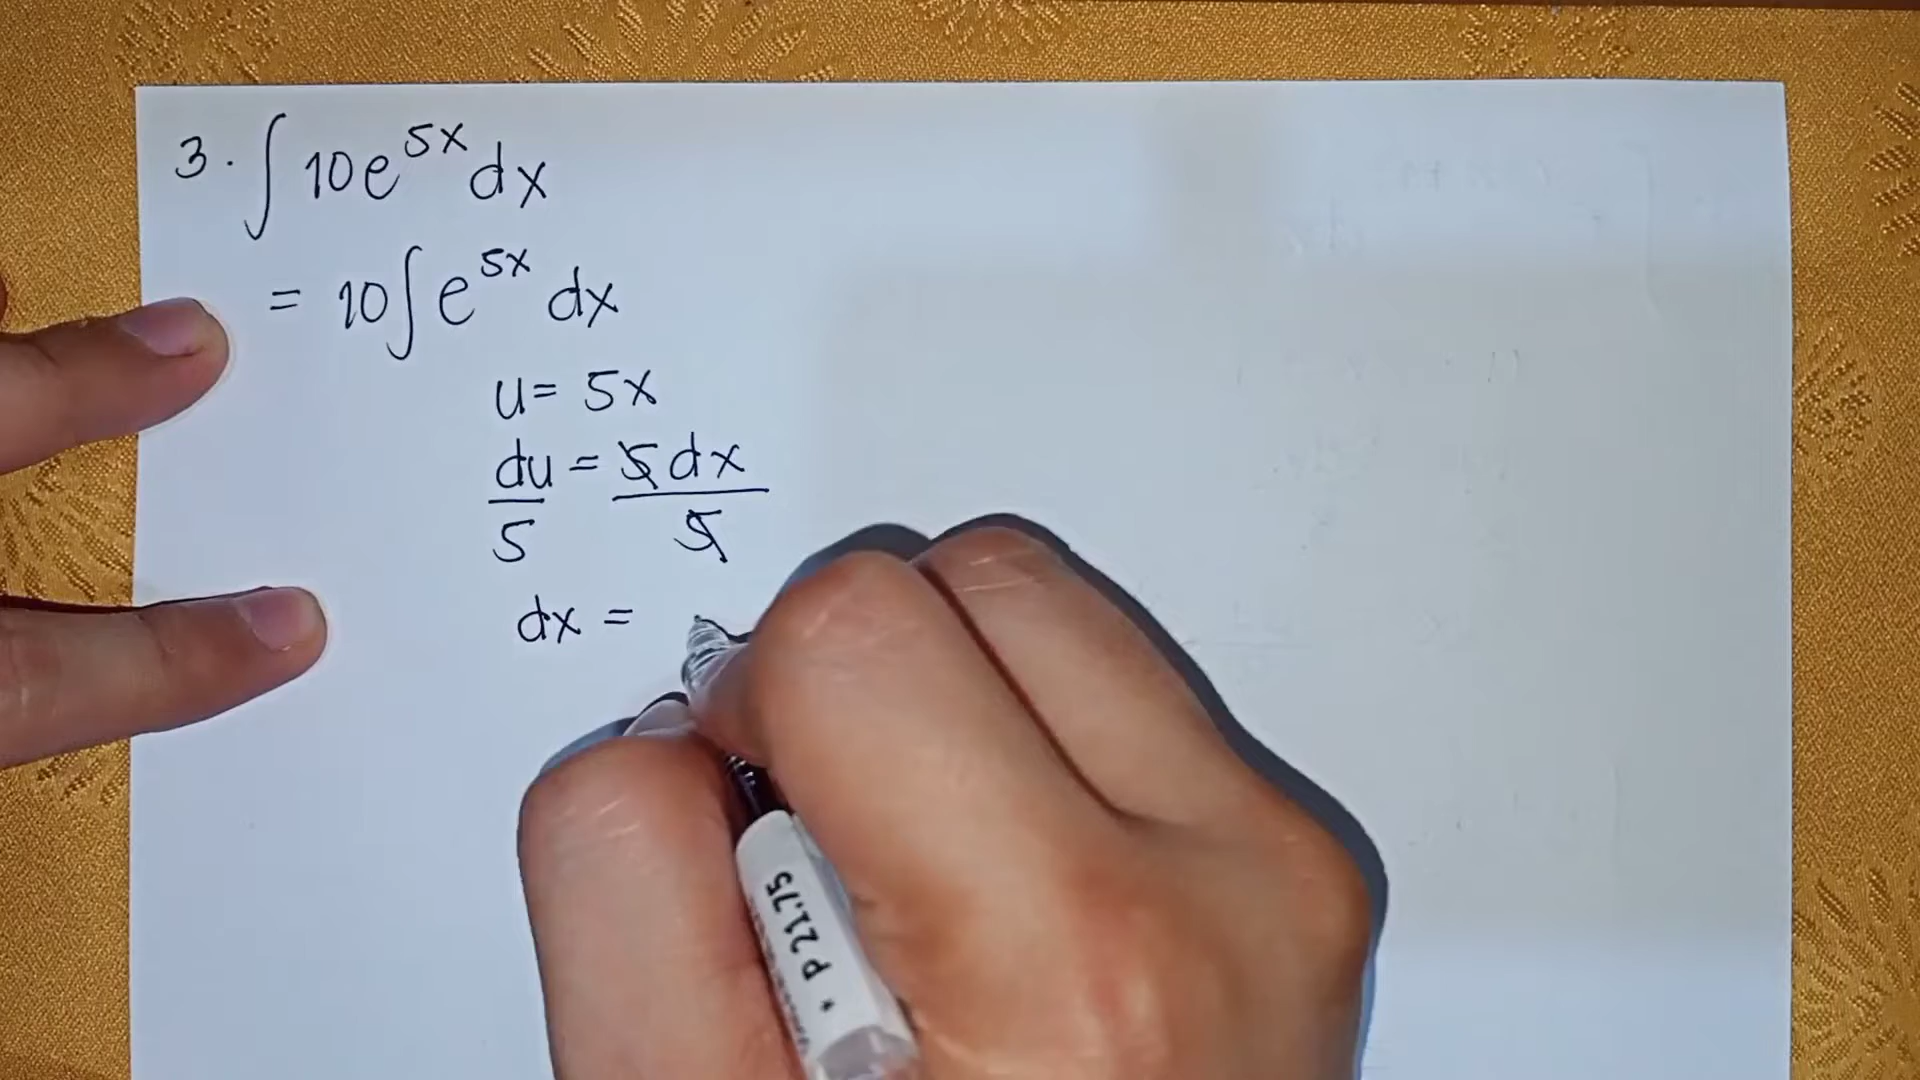 3. ∫ 10e^{5x} dx
= 10 ∫ e^{5x} dx
u = 5x
du/5 = 5dx/5
dx =
P 21.75